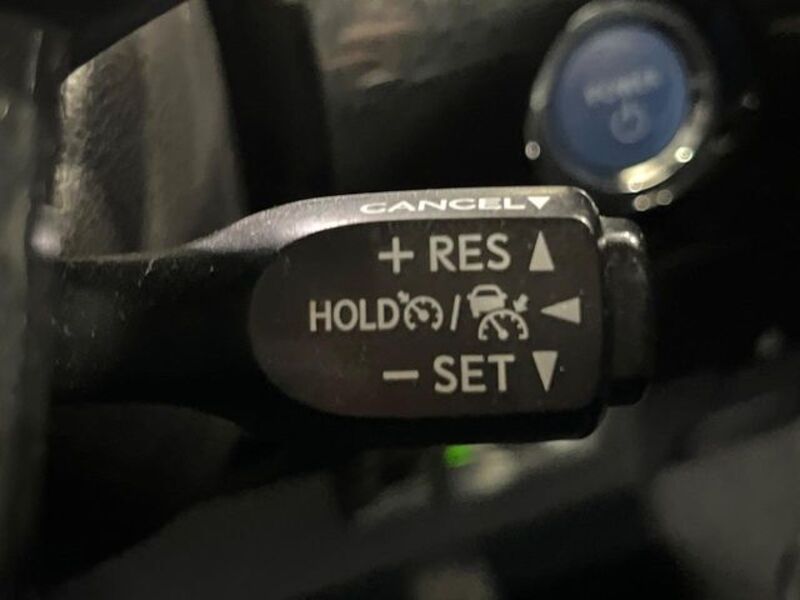 POWER
CANCEL▼
+ RES ▲
HOLD / ◀
− SET ▼